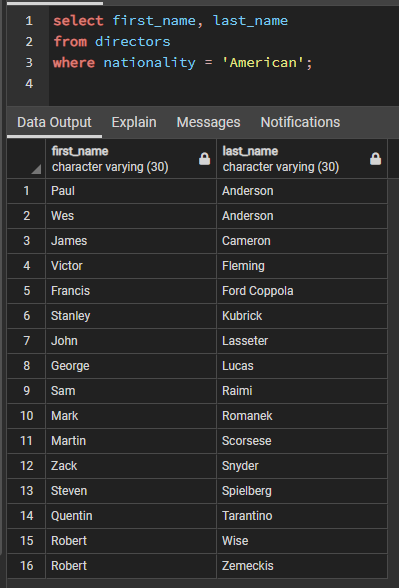 1 select first_name, last_name
2 from directors
3 where nationality = 'American';
4
Data Output Explain Messages Notifications
first_name last_name
character varying (30) character varying (30)
1 Paul Anderson
2 Wes Anderson
3 James Cameron
4 Victor Fleming
5 Francis Ford Coppola
6 Stanley Kubrick
7 John Lasseter
8 George Lucas
9 Sam Raimi
10 Mark Romanek
11 Martin Scorsese
12 Zack Snyder
13 Steven Spielberg
14 Quentin Tarantino
15 Robert Wise
16 Robert Zemeckis